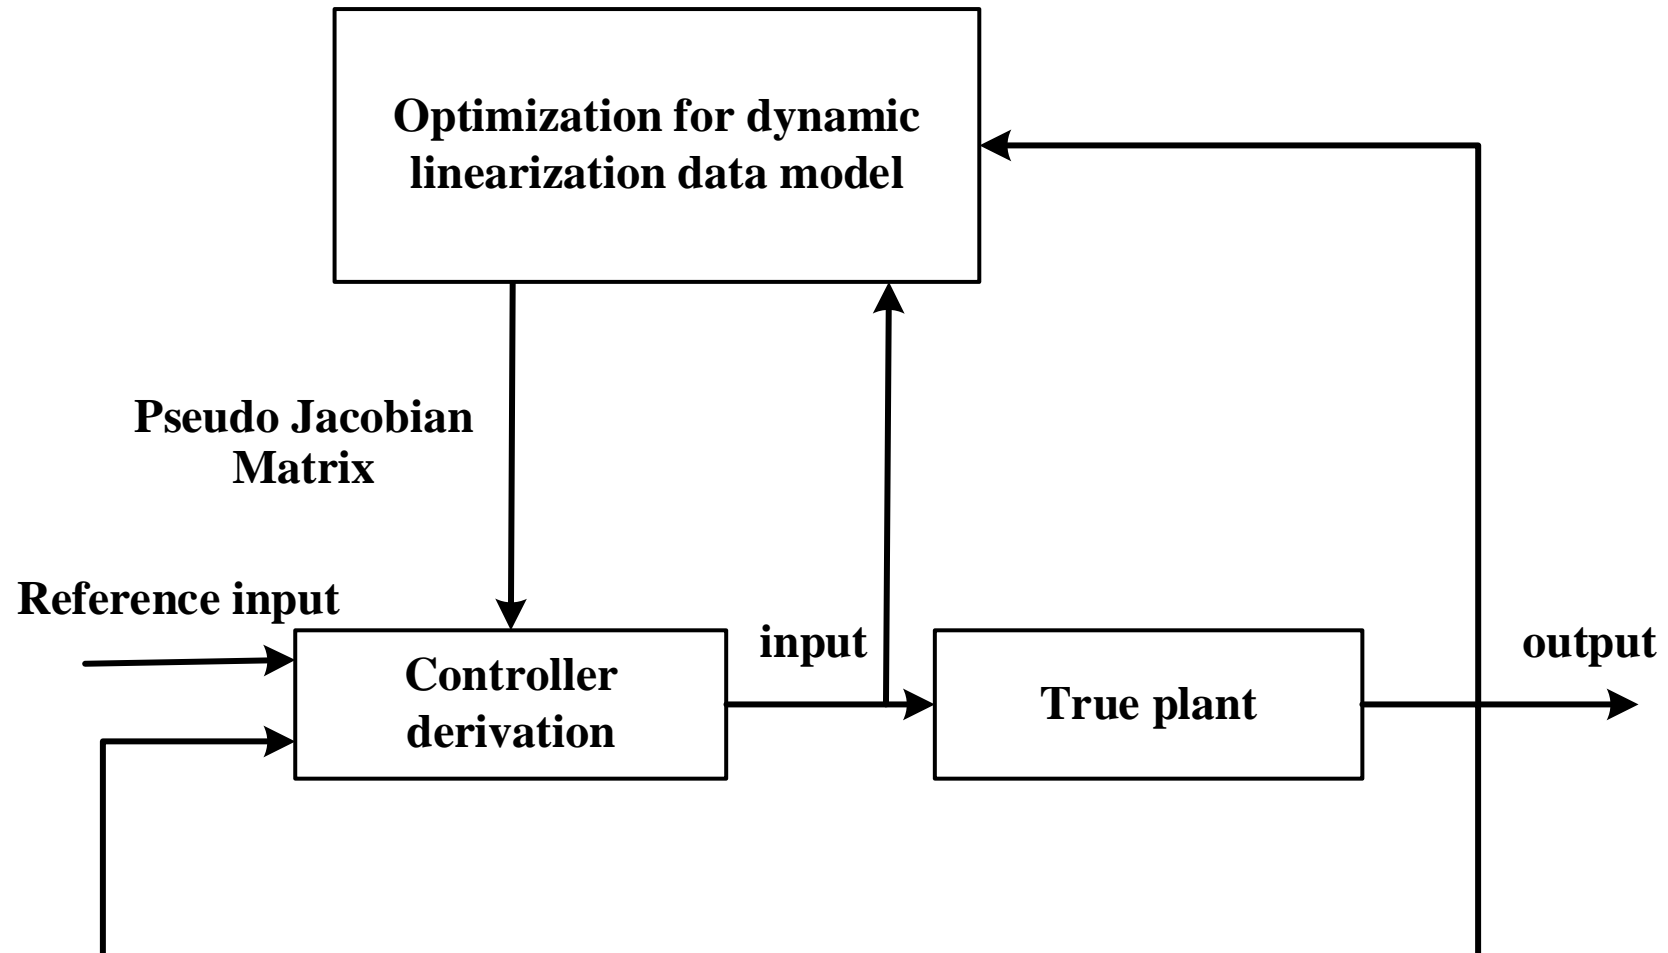 Optimization for dynamic
linearization data model
Pseudo Jacobian
Matrix
Reference input
Controller
derivation
input
True plant
output